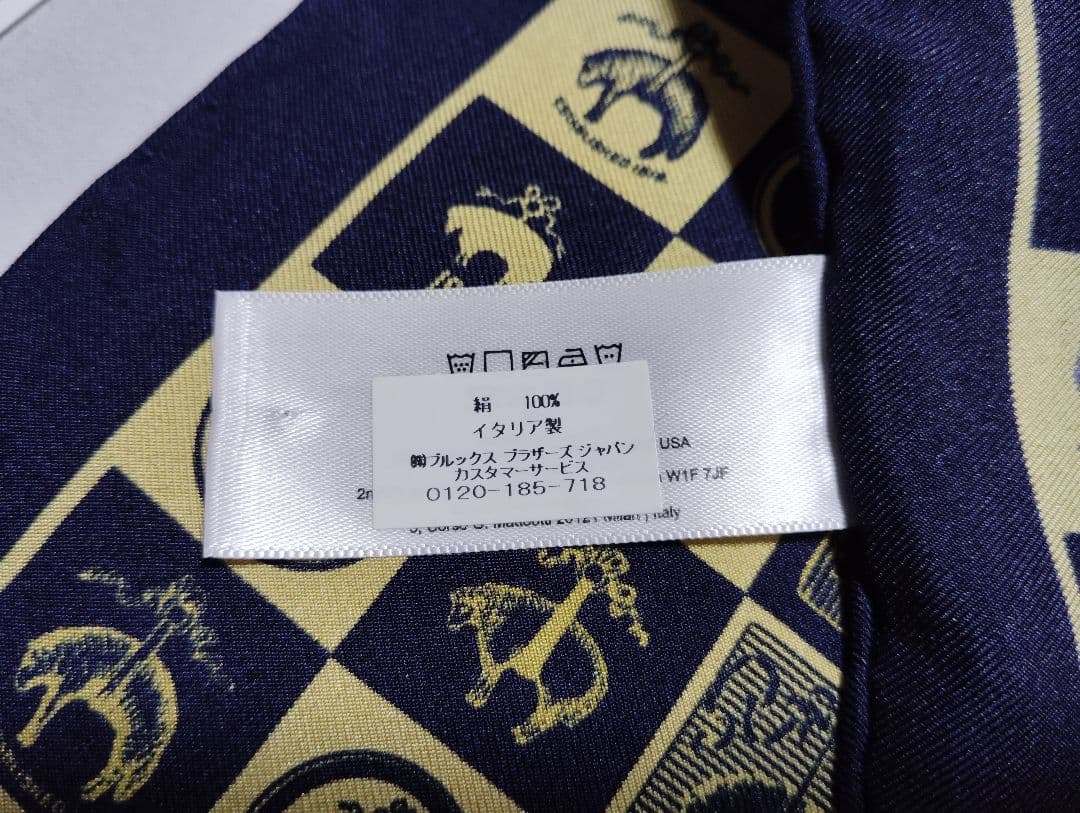 ESTABLISHED 1818
絹 100%
イタリア製
㈱ブルックス ブラザーズ ジャパン
カスタマーサービス
0120-185-718
USA
W1F 7JF
Milan | Italy